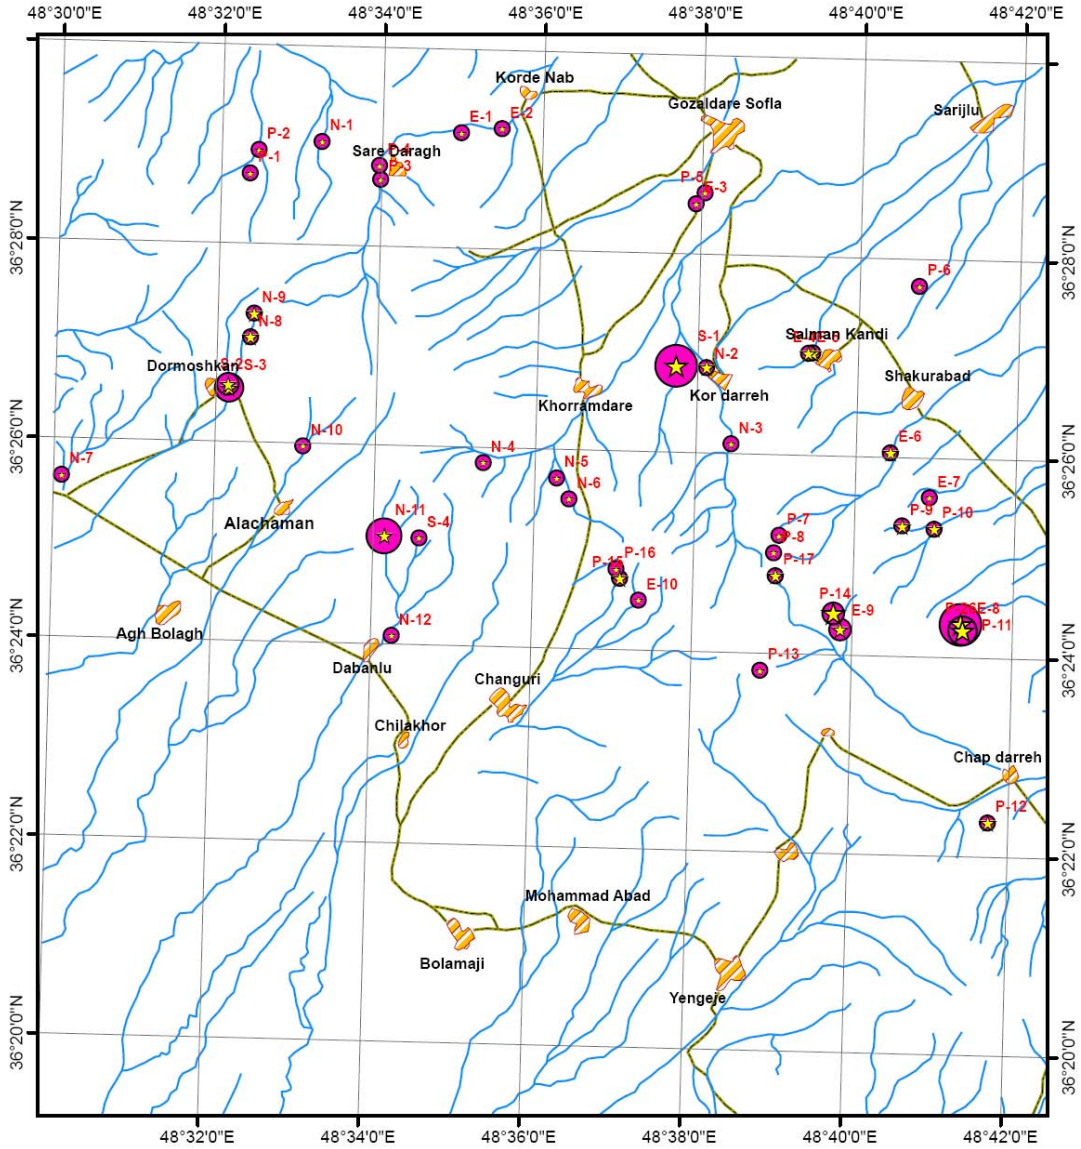 48°30'0"E
48°32'0"E
48°34'0"E
48°36'0"E
48°38'0"E
48°40'0"E
48°42'0"E
Korde Nab
Gozaldare Sofla
Sarijlu
E-1
E-2
N-1
P-2
P-1
Sare Daragh
P-3
P-5
E-3
36°28'0"N
36°28'0"N
P-6
N-9
N-8
S-1
Salman Kandi
N-2
Dormoshkan
S-2
S-3
Shakurabad
Kor darreh
Khorramdare
36°26'0"N
36°26'0"N
N-10
N-3
E-6
N-4
N-7
N-5
N-6
E-7
N-11
S-4
P-9
P-10
Alachaman
P-7
P-8
P-16
P-17
E-10
P-14
E-9
E-8
P-11
N-12
Agh Bolagh
36°24'0"N
36°24'0"N
Dabanlu
P-13
Changuri
Chilakhor
Chap darreh
P-12
36°22'0"N
36°22'0"N
Mohammad Abad
Bolamaji
Yengeje
36°20'0"N
36°20'0"N
48°32'0"E
48°34'0"E
48°36'0"E
48°38'0"E
48°40'0"E
48°42'0"E